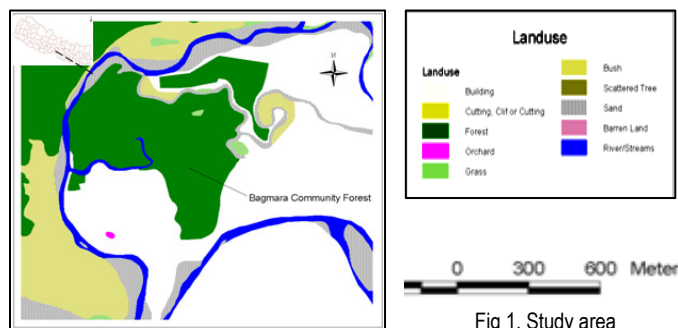 N
Bagmara Community Forest
Landuse
Landuse
Building
Cutting, Clif or Cutting
Forest
Orchard
Grass
Bush
Scattered Tree
Sand
Barren Land
River/Streams
0 300 600 Meter
Fig 1. Study area